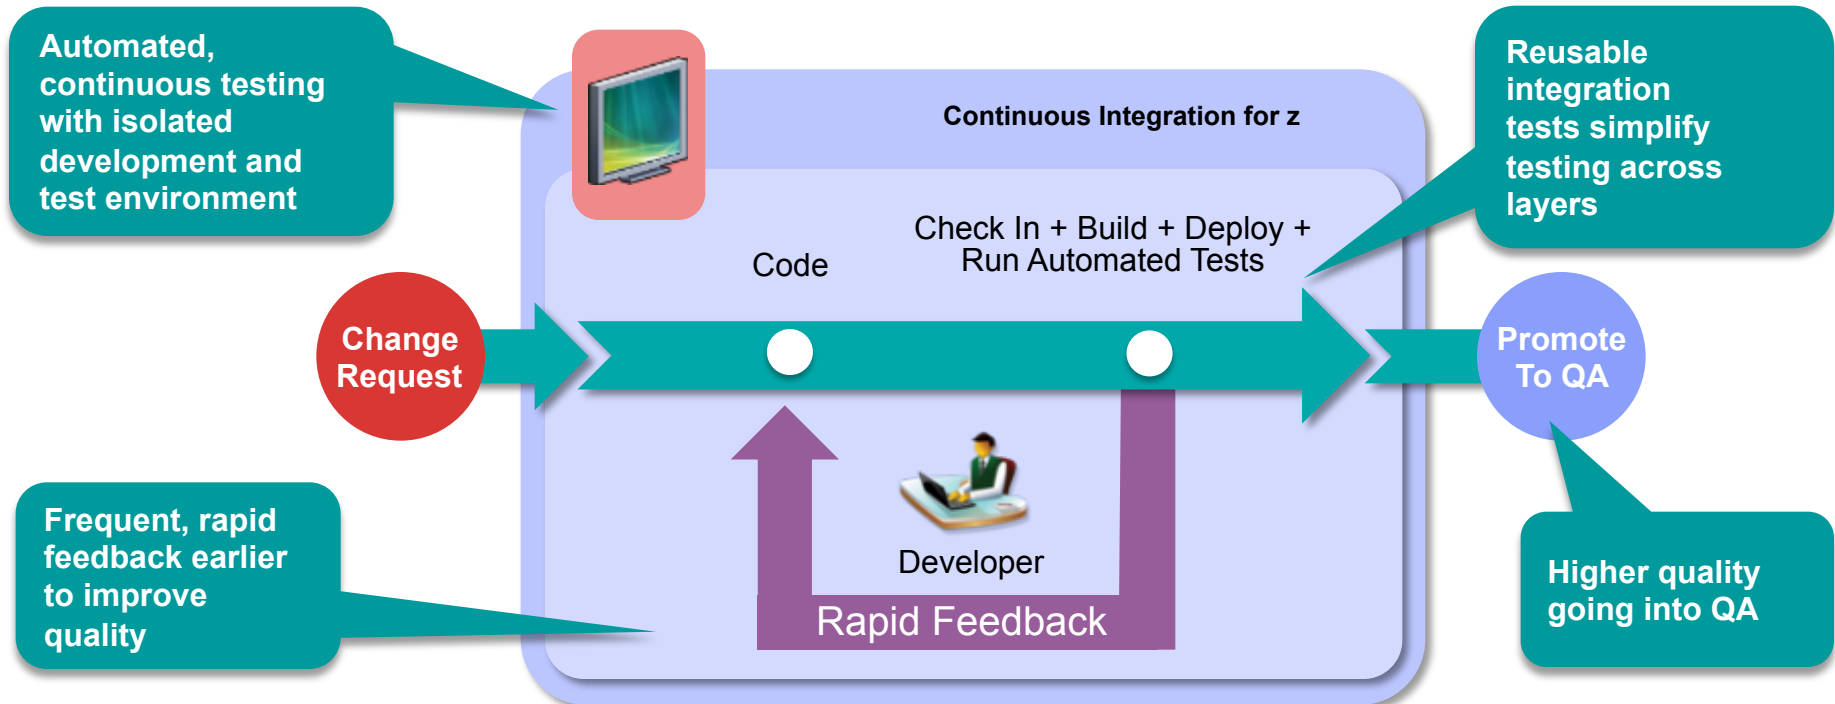 Automated,
continuous testing
with isolated
development and
test environment
Continuous Integration for z
Reusable
integration
tests simplify
testing across
layers
Code
Check In + Build + Deploy +
Run Automated Tests
Change
Request
Promote
To QA
Frequent, rapid
feedback earlier
to improve
quality
Developer
Rapid Feedback
Higher quality
going into QA